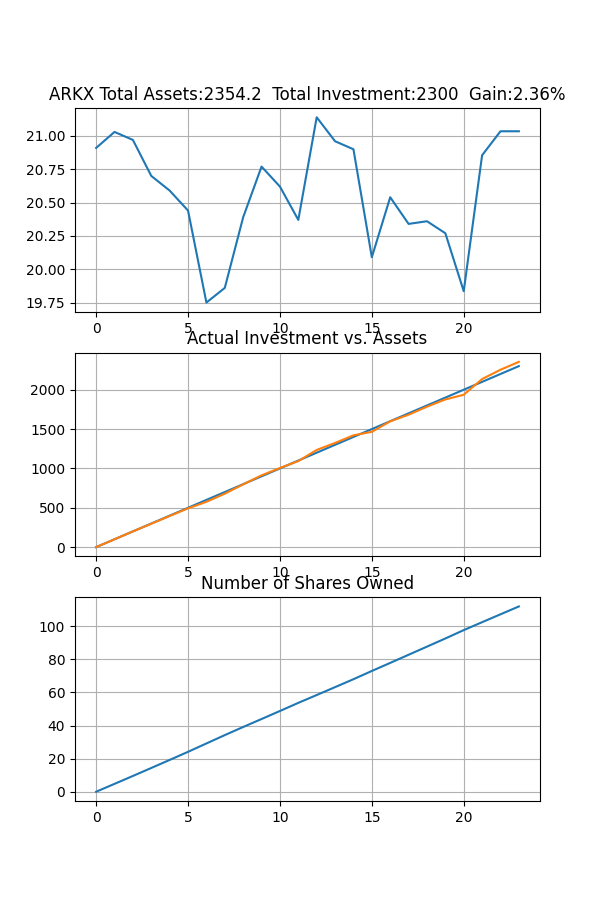 ARKX Total Assets:2354.2  Total Investment:2300  Gain:2.36%
21.00
20.75
20.50
20.25
20.00
19.75
0 5 10 15 20
Actual Investment vs. Assets
2000
1500
1000
500
0
0 5 10 15 20
Number of Shares Owned
100
80
60
40
20
0
0 5 10 15 20